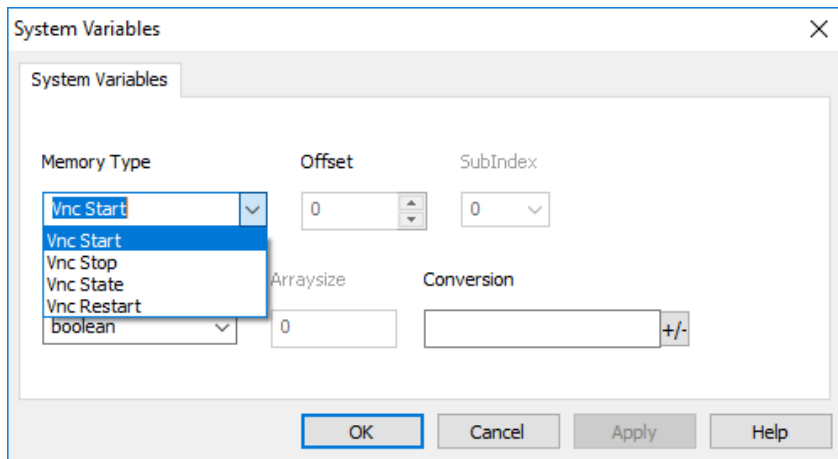 System Variables
System Variables
Memory Type Offset SubIndex
Vnc Start 0 0
Vnc Start
Vnc Stop
Vnc State
Vnc Restart
Arraysize Conversion
boolean 0 +/-
OK Cancel Apply Help